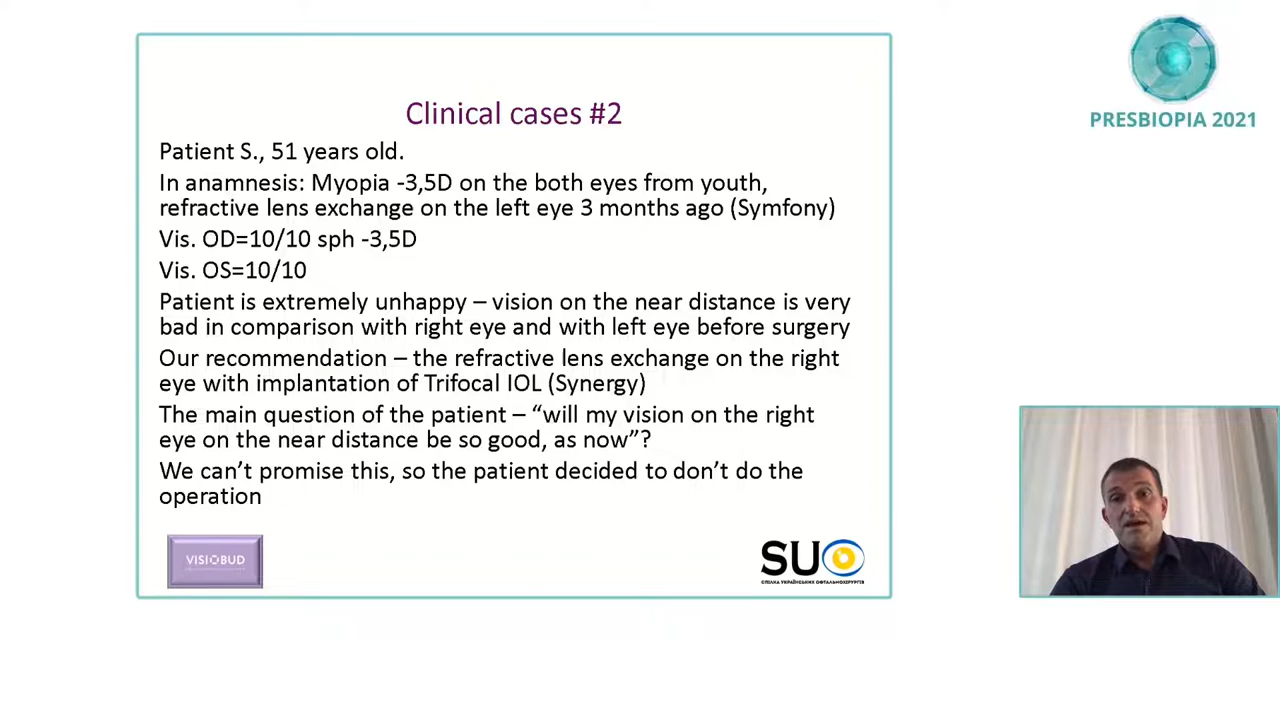 Clinical cases #2
Patient S., 51 years old.
In anamnesis: Myopia -3,5D on the both eyes from youth,
refractive lens exchange on the left eye 3 months ago (Symfony)
Vis. OD=10/10 sph -3,5D
Vis. OS=10/10
Patient is extremely unhappy – vision on the near distance is very
bad in comparison with right eye and with left eye before surgery
Our recommendation – the refractive lens exchange on the right
eye with implantation of Trifocal IOL (Synergy)
The main question of the patient – “will my vision on the right
eye on the near distance be so good, as now”?
We can’t promise this, so the patient decided to don’t do the
operation
VISIOBUD
SUO
СПІЛКА УКРАЇНСЬКИХ ОФТАЛЬМОХІРУРГІВ
PRESBIOPIA 2021